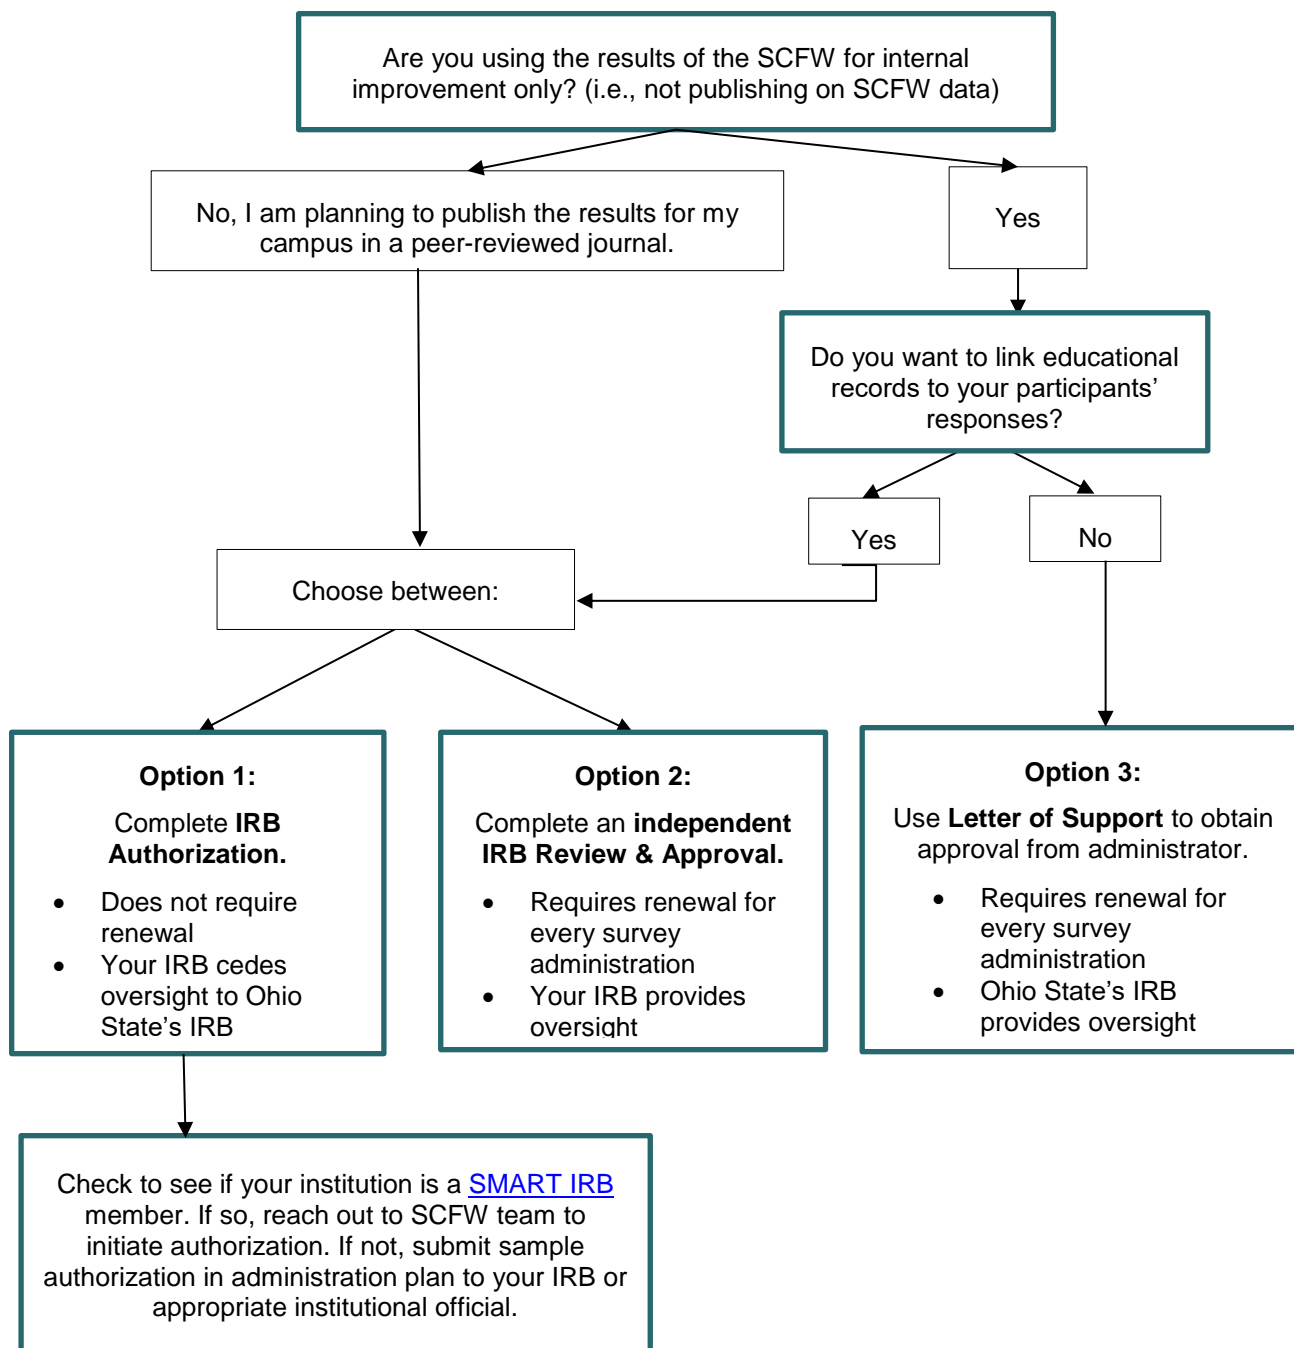 Are you using the results of the SCFW for internal
improvement only? (i.e., not publishing on SCFW data)
No, I am planning to publish the results for my
campus in a peer-reviewed journal.
Yes
Do you want to link educational
records to your participants’
responses?
Yes
No
Choose between:
Option 1:
Complete IRB
Authorization.
• Does not require
renewal
• Your IRB cedes
oversight to Ohio
State’s IRB
Option 2:
Complete an independent
IRB Review & Approval.
• Requires renewal for
every survey
administration
• Your IRB provides
oversight
Option 3:
Use Letter of Support to obtain
approval from administrator.
• Requires renewal for
every survey
administration
• Ohio State’s IRB
provides oversight
Check to see if your institution is a SMART IRB
member. If so, reach out to SCFW team to
initiate authorization. If not, submit sample
authorization in administration plan to your IRB or
appropriate institutional official.